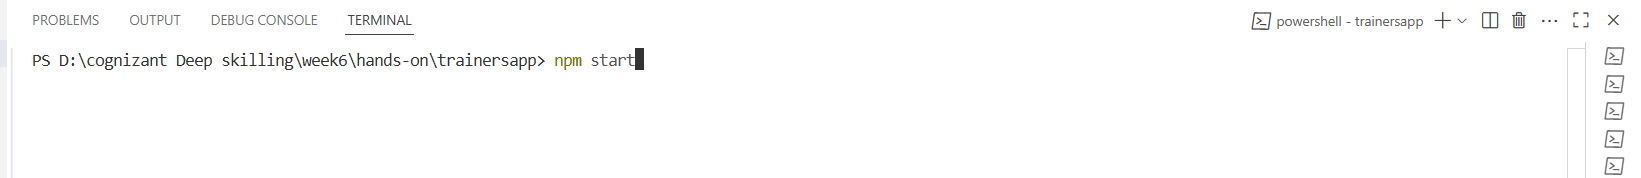 PROBLEMS OUTPUT DEBUG CONSOLE TERMINAL powershell - trainersapp
PS D:\cognizant Deep skilling\week6\hands-on\trainersapp> npm start